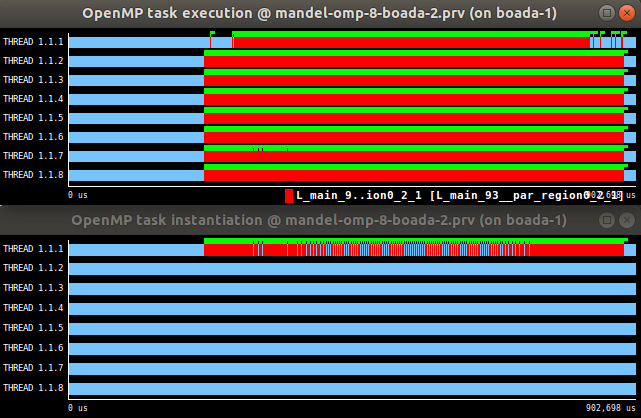 OpenMP task execution @ mandel-omp-8-boada-2.prv (on boada-1)
THREAD 1.1.1
THREAD 1.1.2
THREAD 1.1.3
THREAD 1.1.4
THREAD 1.1.5
THREAD 1.1.6
THREAD 1.1.7
THREAD 1.1.8
0 us
902,698 us
L_main_9..ion0_2_1 [L_main_93__par_region0_2_1]
OpenMP task instantiation @ mandel-omp-8-boada-2.prv (on boada-1)
THREAD 1.1.1
THREAD 1.1.2
THREAD 1.1.3
THREAD 1.1.4
THREAD 1.1.5
THREAD 1.1.6
THREAD 1.1.7
THREAD 1.1.8
0 us
902,698 us